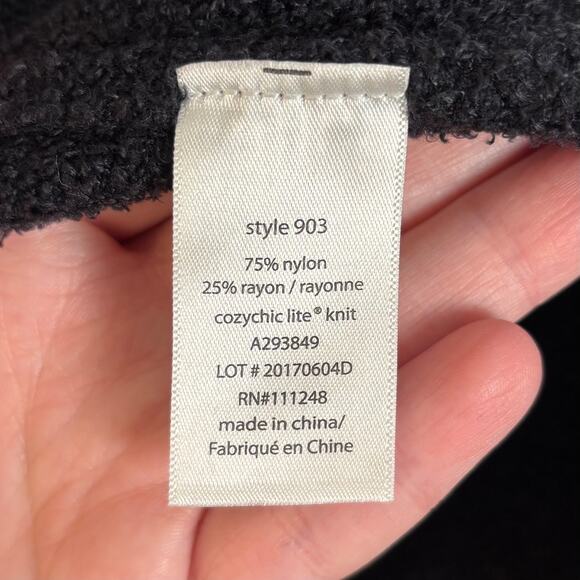 style 903
75% nylon
25% rayon / rayonne
cozychic lite® knit
A293849
LOT # 20170604D
RN#111248
made in china/
Fabriqué en Chine